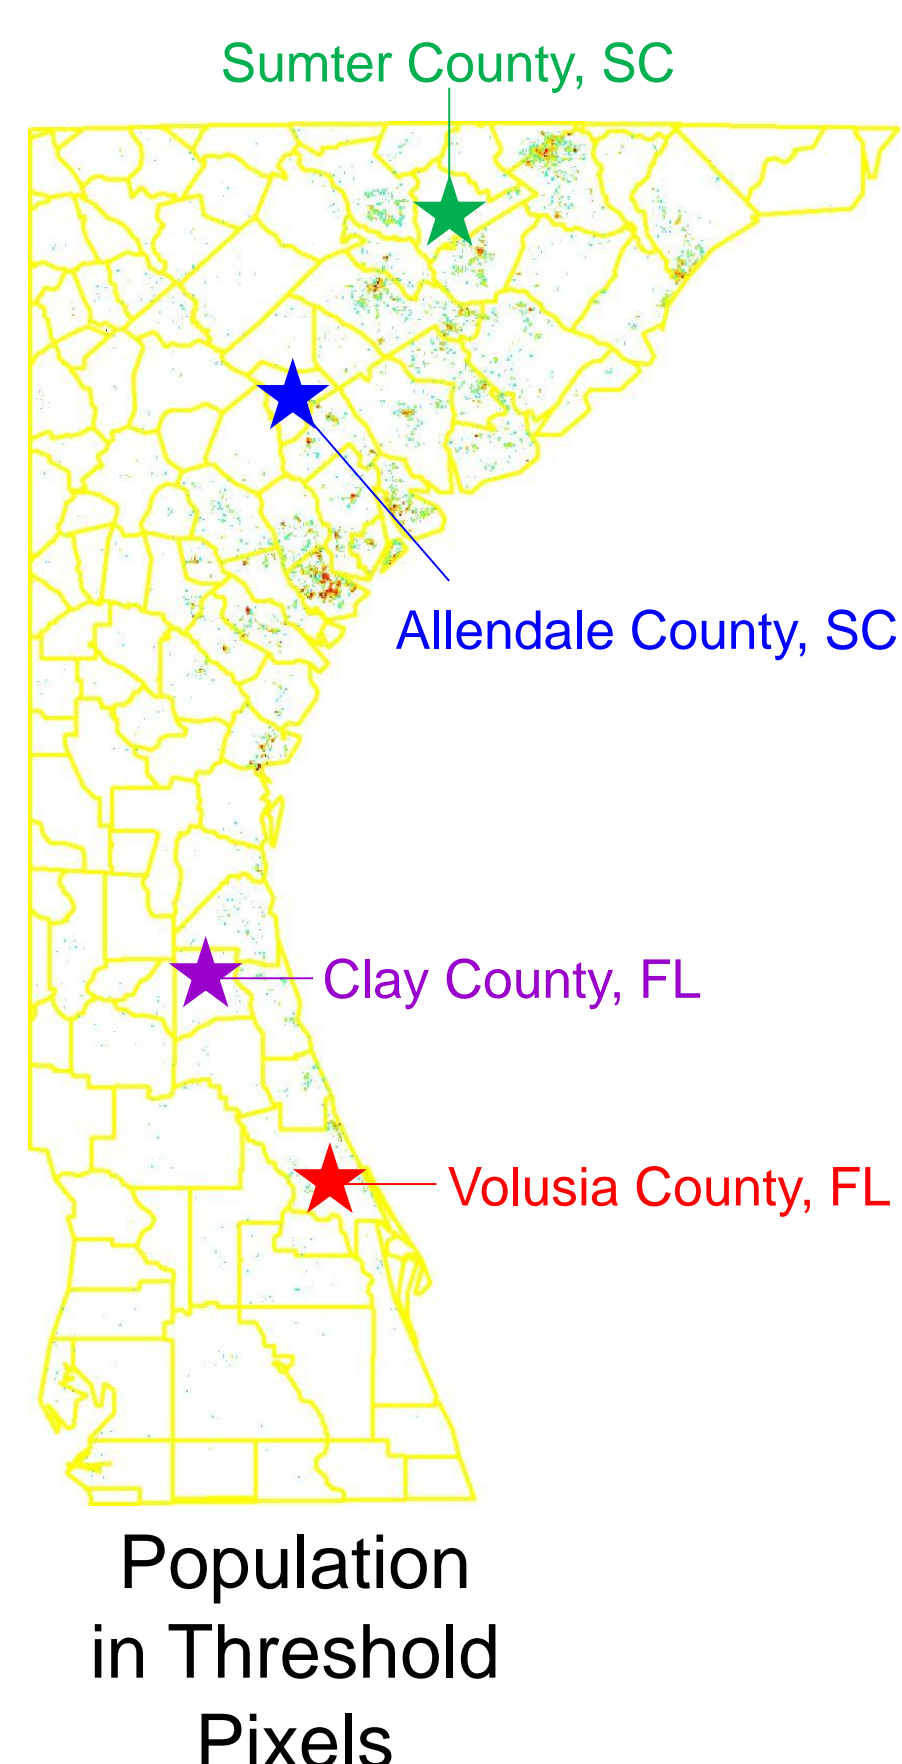 Sumter County, SC
Allendale County, SC
Clay County, FL
Volusia County, FL
Population
in Threshold
Pixels